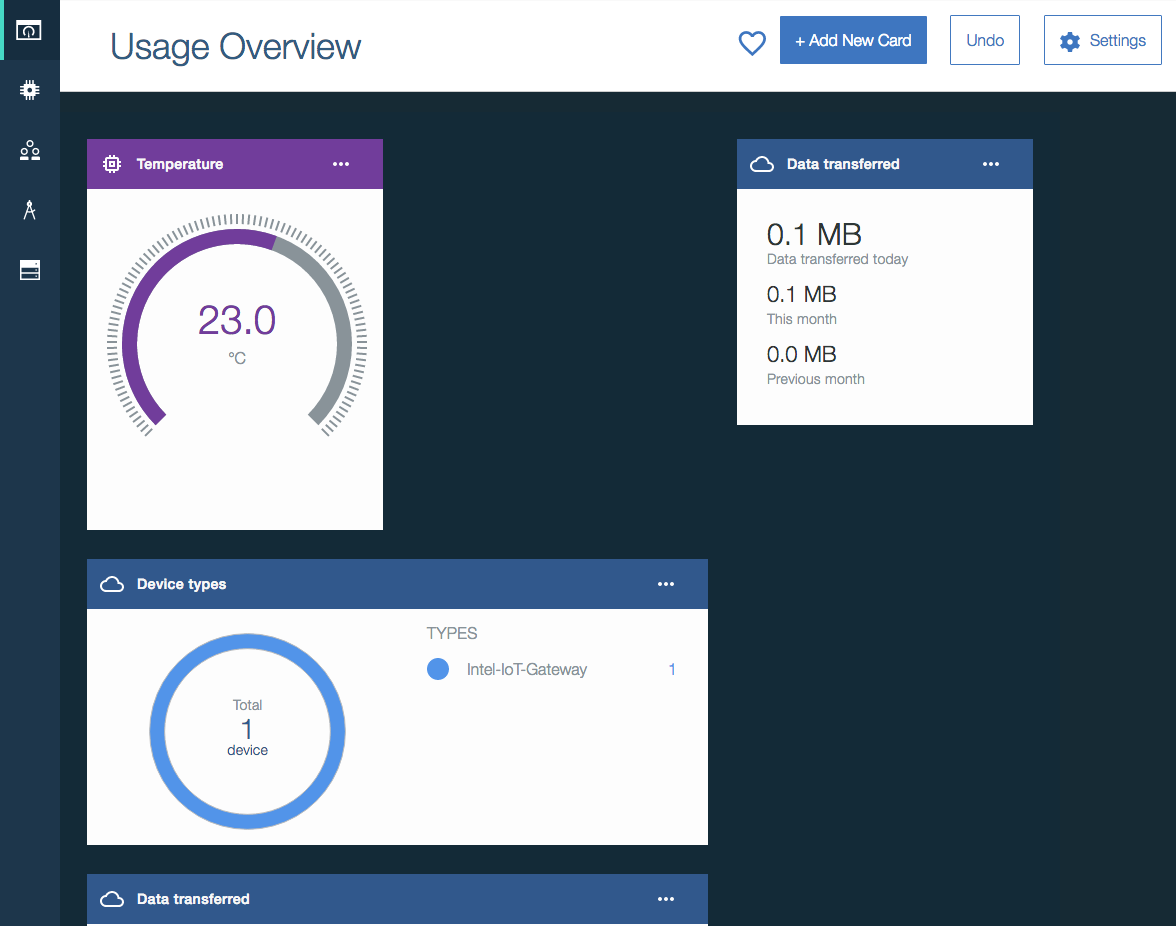 Usage Overview
+ Add New Card
Undo
Settings
Temperature
23.0
°C
Data transferred
0.1 MB
Data transferred today
0.1 MB
This month
0.0 MB
Previous month
Device types
Total
1
device
TYPES
Intel-IoT-Gateway 1
Data transferred